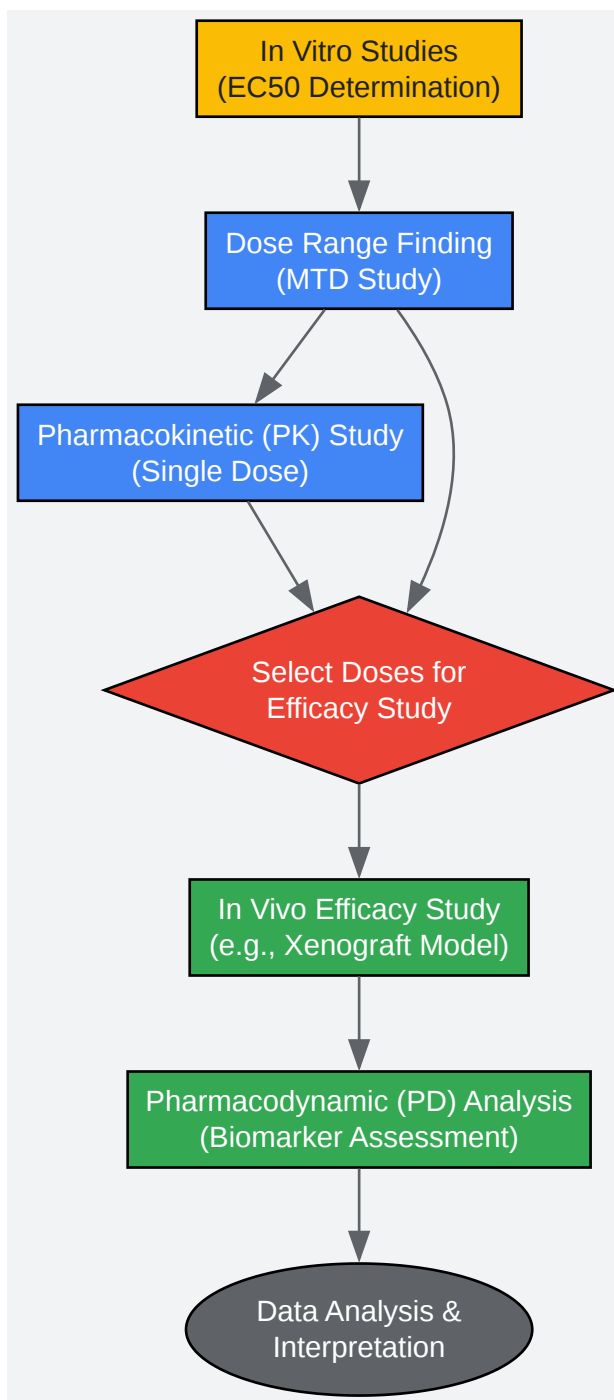 In Vitro Studies
(EC50 Determination)
Dose Range Finding
(MTD Study)
Pharmacokinetic (PK) Study
(Single Dose)
Select Doses for
Efficacy Study
In Vivo Efficacy Study
(e.g., Xenograft Model)
Pharmacodynamic (PD) Analysis
(Biomarker Assessment)
Data Analysis &
Interpretation